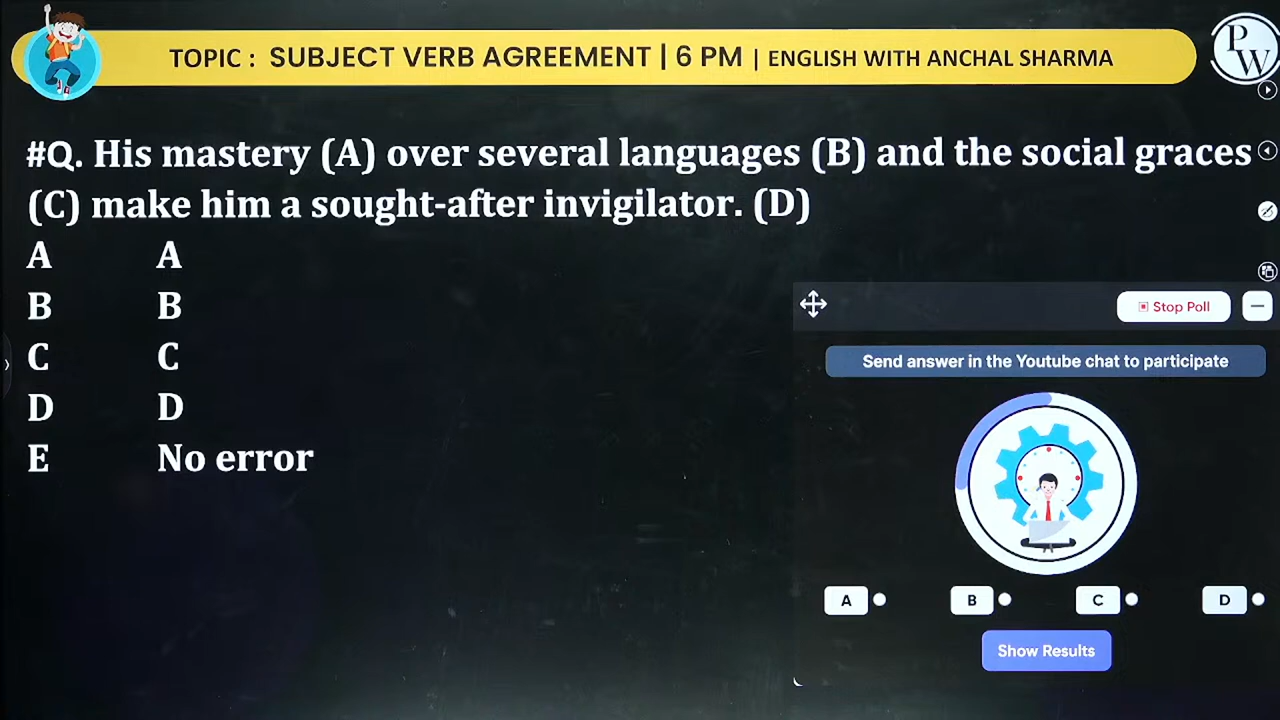 TOPIC : SUBJECT VERB AGREEMENT | 6 PM | ENGLISH WITH ANCHAL SHARMA
P
W
#Q. His mastery (A) over several languages (B) and the social graces
(C) make him a sought-after invigilator. (D)
A A
B B
C C
D D
E No error
Stop Poll
Send answer in the Youtube chat to participate
A B C D
Show Results